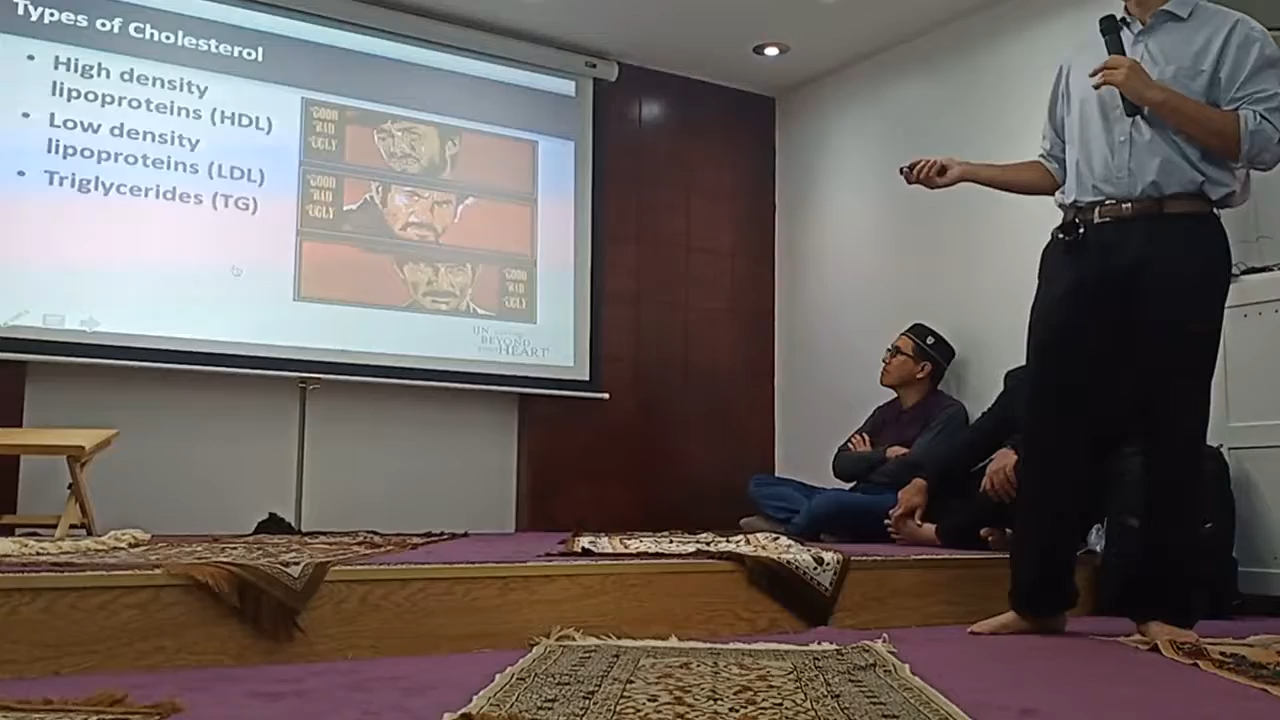 Types of Cholesterol
• High density
lipoproteins (HDL)
• Low density
lipoproteins (LDL)
• Triglycerides (TG)
GOOD
BAD
UGLY
GOOD
BAD
UGLY
GOOD
BAD
UGLY
IJN
BEYOND
HEART